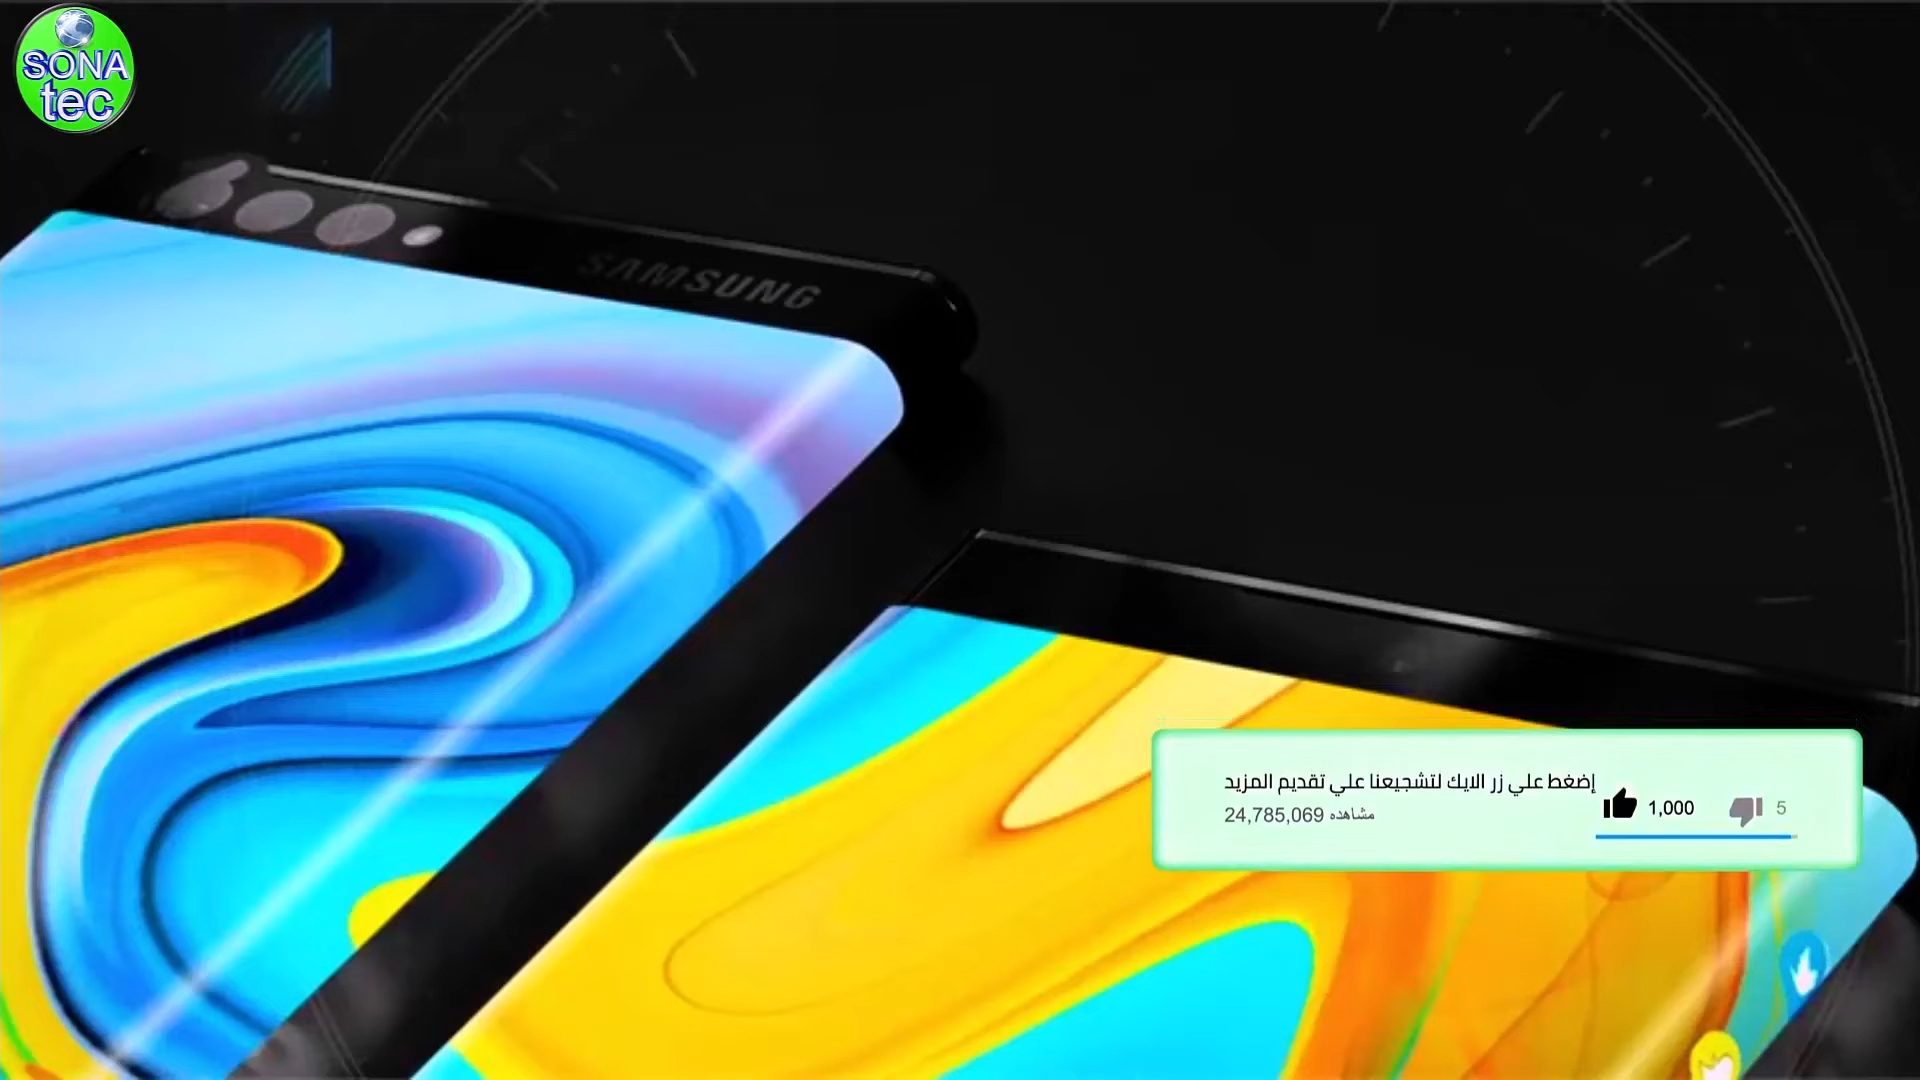 SONA
tec
SAMSUNG
إضغط علي زر الايك لتشجيعنا علي تقديم المزيد
24,785,069 مشاهده
1,000
5